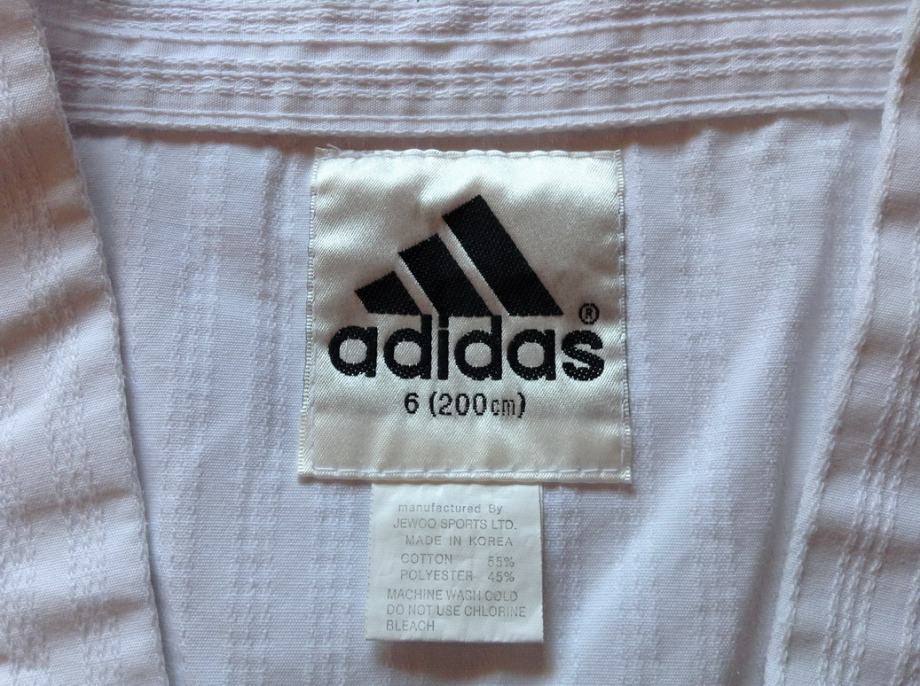 adidas®
6 (200cm)
manufactured By
JEWOO SPORTS LTD.
MADE IN KOREA
COTTON 55%
POLYESTER 45%
MACHINE WASH COLD
DO NOT USE CHLORINE
BLEACH